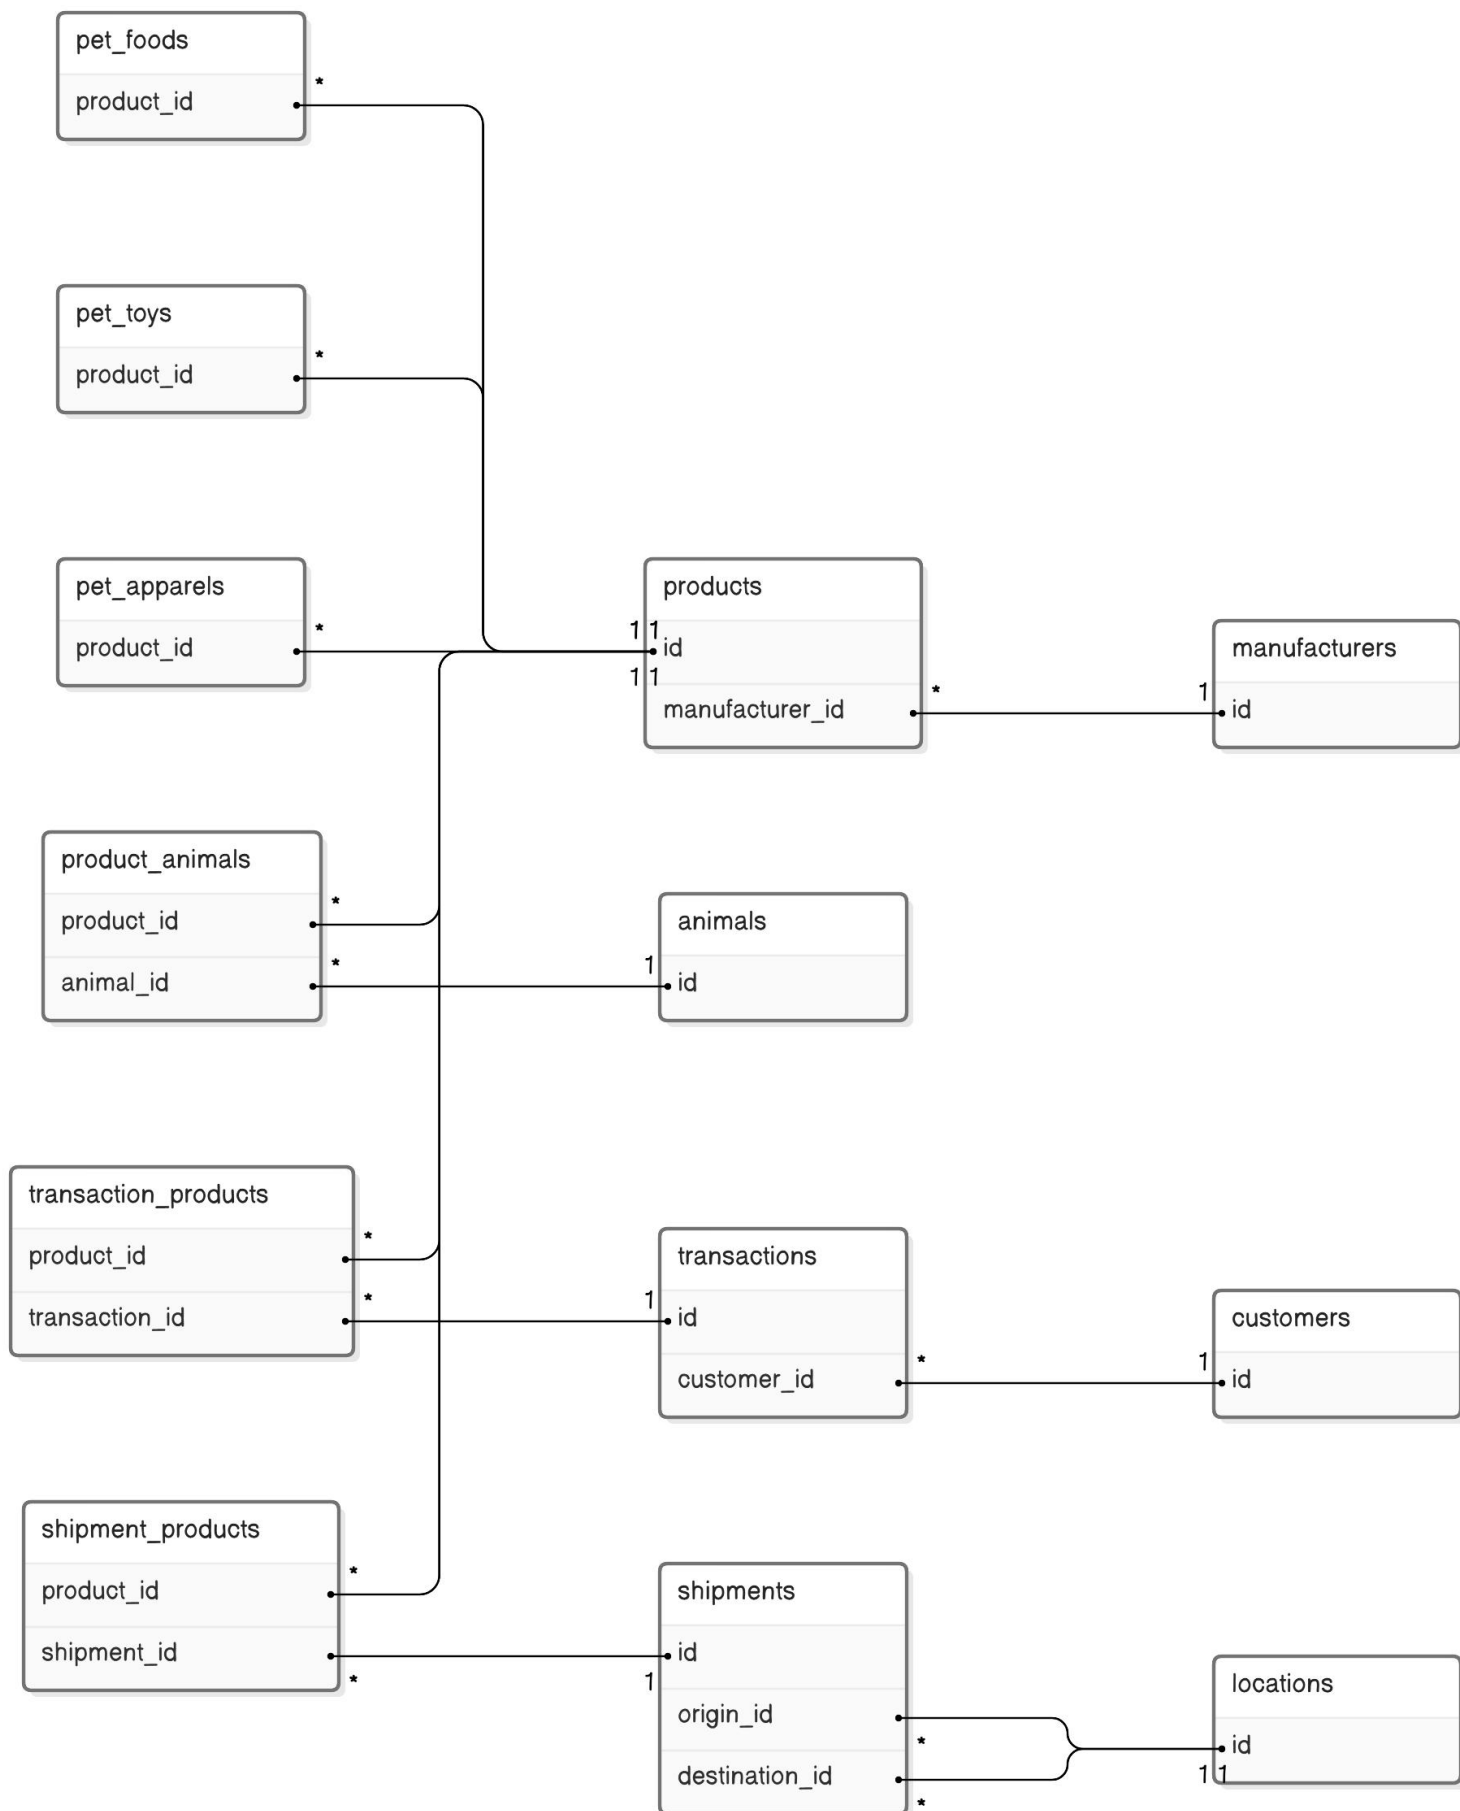 pet_foods
product_id
*
pet_toys
product_id
*
pet_apparels
product_id
*
products
1 1
id
1 1
manufacturer_id
*
1
manufacturers
id
product_animals
product_id
*
animal_id
*
1
animals
id
transaction_products
product_id
*
transaction_id
*
1
transactions
id
customer_id
*
1
customers
id
shipment_products
product_id
*
shipment_id
*
1
shipments
id
origin_id
*
destination_id
*
locations
id
1 1